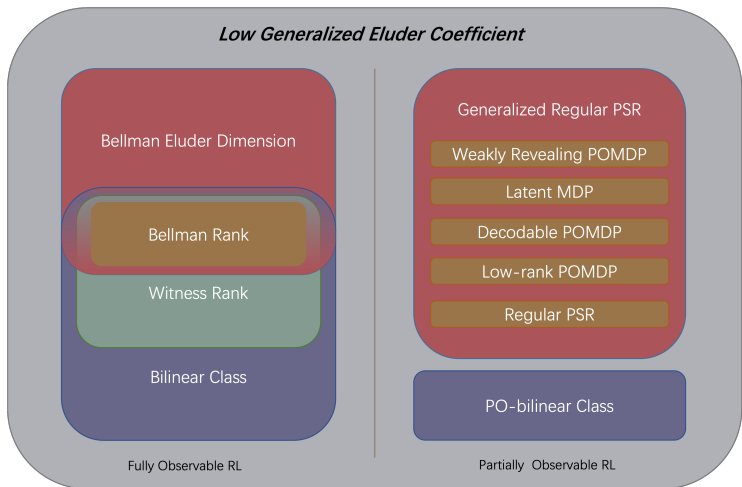 Low Generalized Eluder Coefficient
Bellman Eluder Dimension
Bellman Rank
Witness Rank
Bilinear Class
Fully Observable RL
Generalized Regular PSR
Weakly Revealing POMDP
Latent MDP
Decodable POMDP
Low-rank POMDP
Regular PSR
PO-bilinear Class
Partially Observable RL